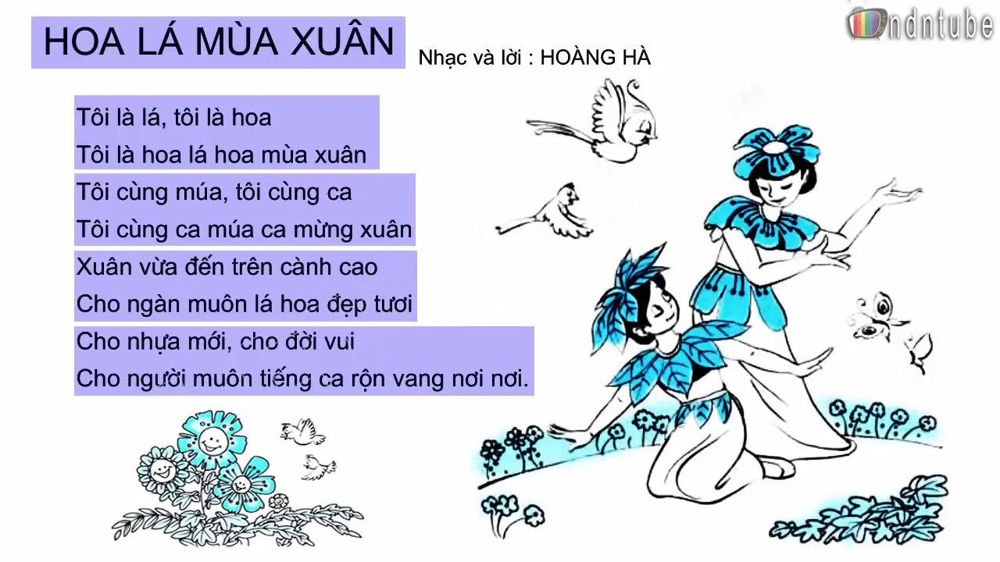 HOA LÁ MÙA XUÂN
Nhạc và lời : HOÀNG HÀ
ndntube
Tôi là lá, tôi là hoa
Tôi là hoa lá hoa mùa xuân
Tôi cùng múa, tôi cùng ca
Tôi cùng ca múa ca mừng xuân
Xuân vừa đến trên cành cao
Cho ngàn muôn lá hoa đẹp tươi
Cho nhựa mới, cho đời vui
Cho người muôn tiếng ca rộn vang nơi nơi.